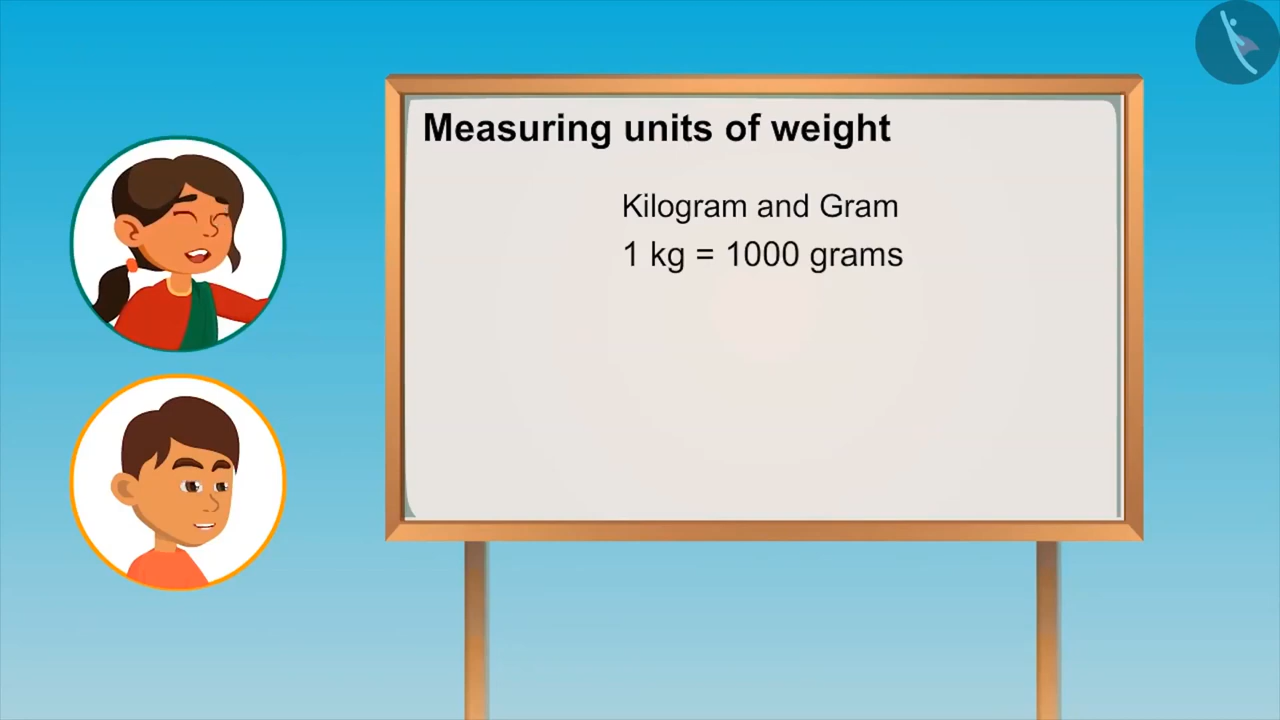 Measuring units of weight
Kilogram and Gram
1 kg = 1000 grams